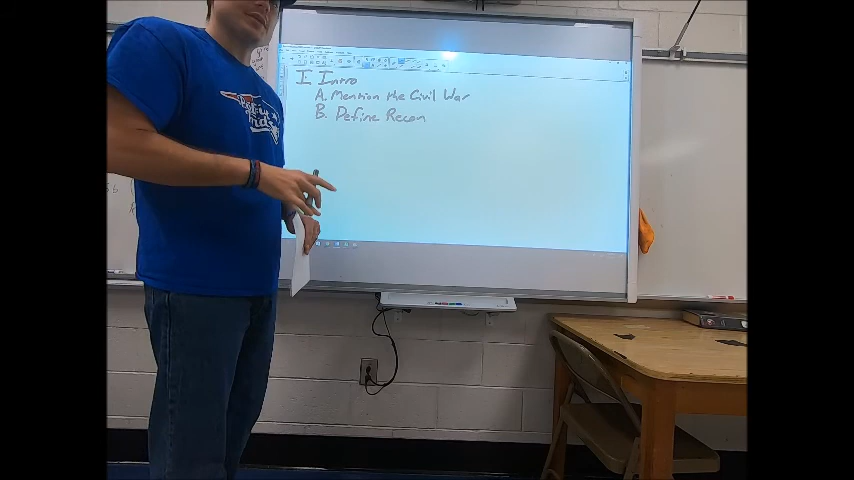 I Intro
A. Mention the Civil War
B. Define Recon